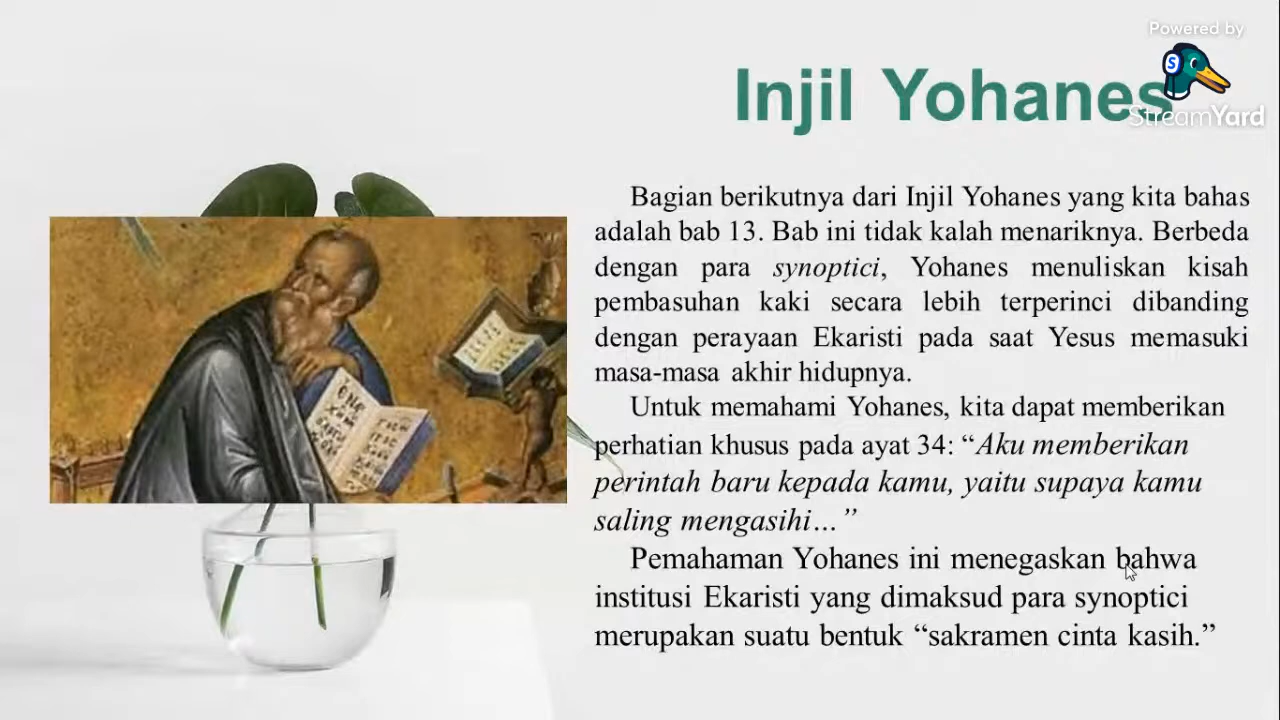 Powered by
StreamYard
Injil Yohanes
Bagian berikutnya dari Injil Yohanes yang kita bahas
adalah bab 13. Bab ini tidak kalah menariknya. Berbeda
dengan para synoptici, Yohanes menuliskan kisah
pembasuhan kaki secara lebih terperinci dibanding
dengan perayaan Ekaristi pada saat Yesus memasuki
masa-masa akhir hidupnya.
Untuk memahami Yohanes, kita dapat memberikan
perhatian khusus pada ayat 34: “Aku memberikan
perintah baru kepada kamu, yaitu supaya kamu
saling mengasihi…”
Pemahaman Yohanes ini menegaskan bahwa
institusi Ekaristi yang dimaksud para synoptici
merupakan suatu bentuk “sakramen cinta kasih.”